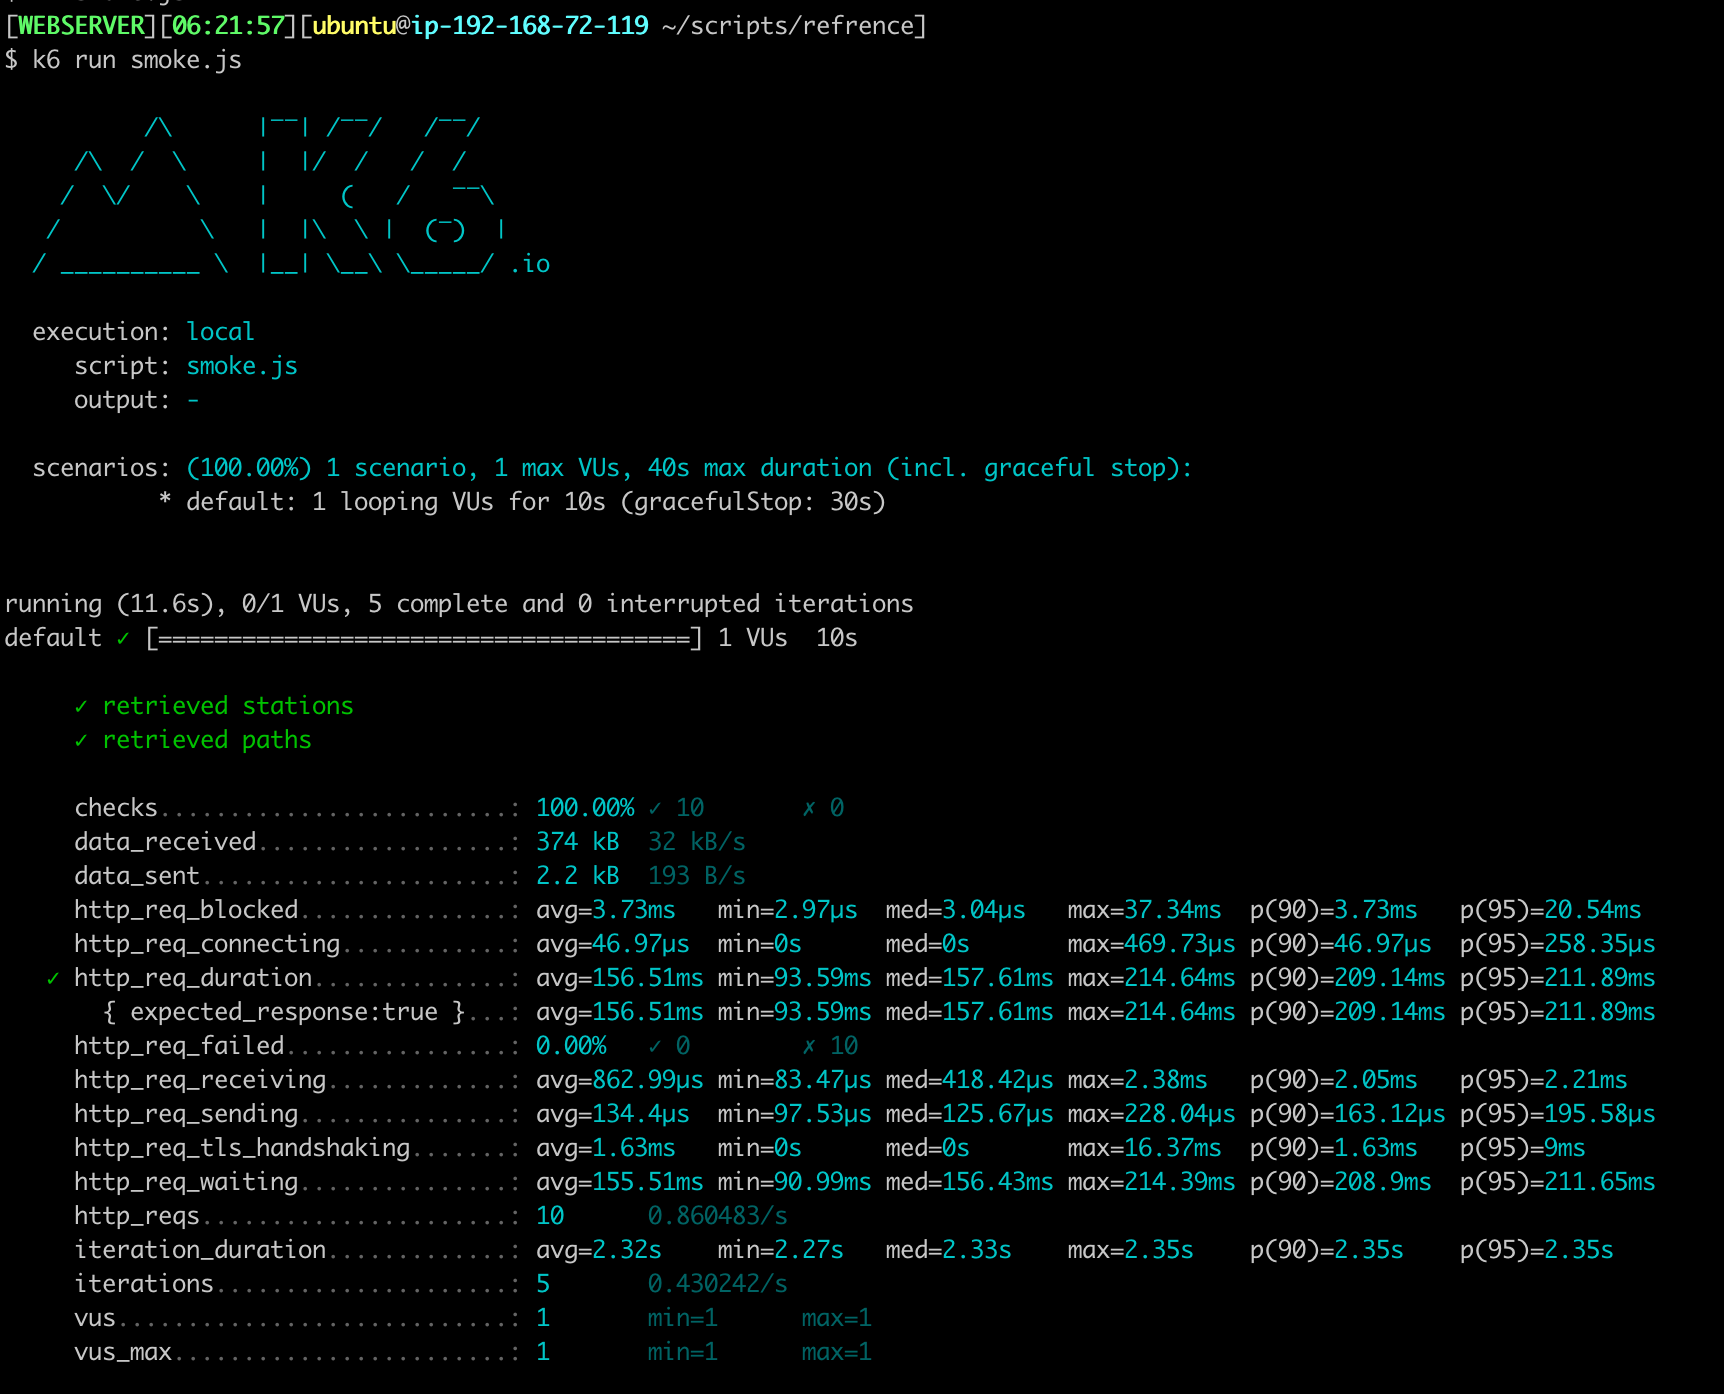 [WEBSERVER][06:21:57][ubuntu@ip-192-168-72-119 ~/scripts/refrence]
$ k6 run smoke.js

          /\      |‾‾| /‾‾/   /‾‾/
     /\  /  \     |  |/  /   /  /
    /  \/    \    |     (   /   ‾‾\
   /          \   |  |\  \ |  (‾)  |
  / __________ \  |__| \__\ \_____/ .io

  execution: local
     script: smoke.js
     output: -

  scenarios: (100.00%) 1 scenario, 1 max VUs, 40s max duration (incl. graceful stop):
           * default: 1 looping VUs for 10s (gracefulStop: 30s)

running (11.6s), 0/1 VUs, 5 complete and 0 interrupted iterations
default ✓ [======================================] 1 VUs  10s

     ✓ retrieved stations
     ✓ retrieved paths

     checks.........................: 100.00% ✓ 10       ✗ 0
     data_received..................: 374 kB  32 kB/s
     data_sent......................: 2.2 kB  193 B/s
     http_req_blocked...............: avg=3.73ms   min=2.97µs  med=3.04µs   max=37.34ms  p(90)=3.73ms   p(95)=20.54ms
     http_req_connecting............: avg=46.97µs  min=0s      med=0s       max=469.73µs p(90)=46.97µs  p(95)=258.35µs
   ✓ http_req_duration..............: avg=156.51ms min=93.59ms med=157.61ms max=214.64ms p(90)=209.14ms p(95)=211.89ms
       { expected_response:true }...: avg=156.51ms min=93.59ms med=157.61ms max=214.64ms p(90)=209.14ms p(95)=211.89ms
     http_req_failed................: 0.00%   ✓ 0        ✗ 10
     http_req_receiving.............: avg=862.99µs min=83.47µs med=418.42µs max=2.38ms   p(90)=2.05ms   p(95)=2.21ms
     http_req_sending...............: avg=134.4µs  min=97.53µs med=125.67µs max=228.04µs p(90)=163.12µs p(95)=195.58µs
     http_req_tls_handshaking.......: avg=1.63ms   min=0s      med=0s       max=16.37ms  p(90)=1.63ms   p(95)=9ms
     http_req_waiting...............: avg=155.51ms min=90.99ms med=156.43ms max=214.39ms p(90)=208.9ms  p(95)=211.65ms
     http_reqs......................: 10      0.860483/s
     iteration_duration.............: avg=2.32s    min=2.27s   med=2.33s    max=2.35s    p(90)=2.35s    p(95)=2.35s
     iterations.....................: 5       0.430242/s
     vus............................: 1       min=1      max=1
     vus_max........................: 1       min=1      max=1